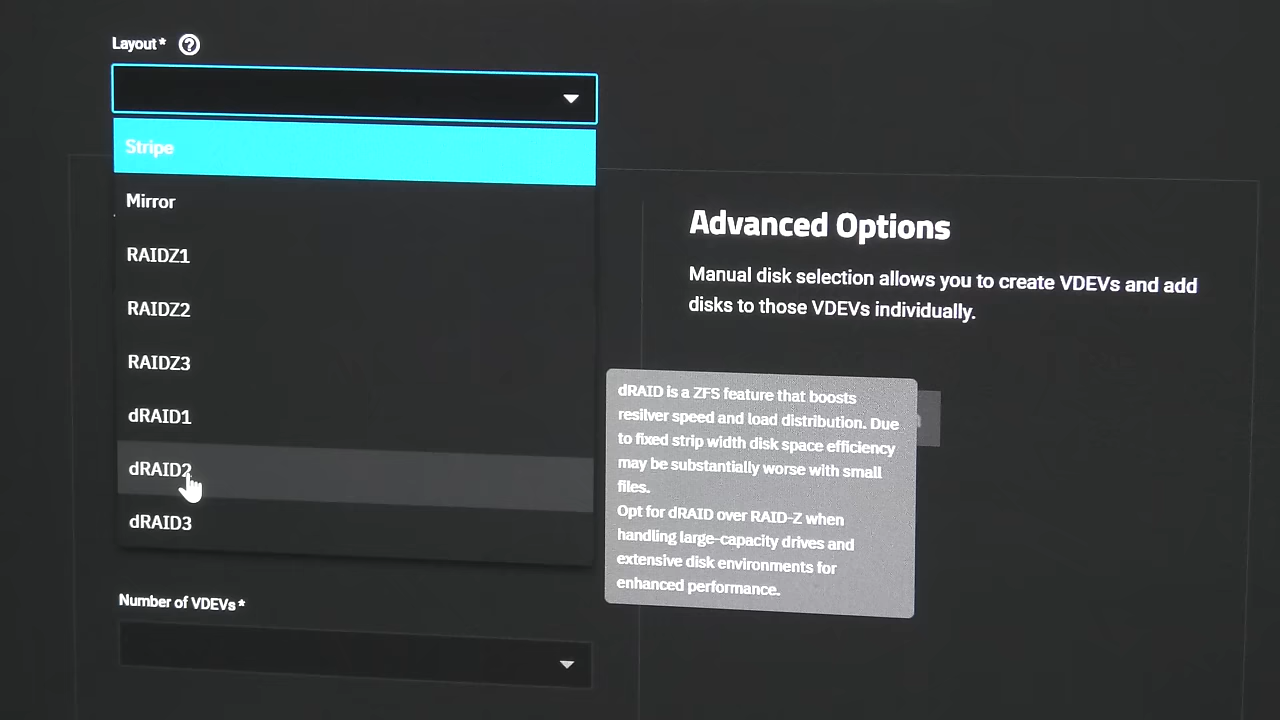 Layout*
Stripe
Mirror
RAIDZ1
RAIDZ2
RAIDZ3
dRAID1
dRAID2
dRAID3
Number of VDEVs*
Advanced Options
Manual disk selection allows you to create VDEVs and add
disks to those VDEVs individually.
dRAID is a ZFS feature that boosts
resilver speed and load distribution. Due
to fixed strip width disk space efficiency
may be substantially worse with small
files.
Opt for dRAID over RAID-Z when
handling large-capacity drives and
extensive disk environments for
enhanced performance.